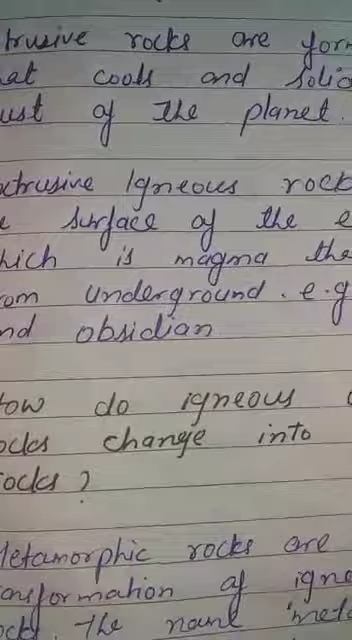 trusive rocks are form
at cools and solid
ust of the planet.
xtrusive Igneous rock
e surface of the e
hich is magma tha
om underground. e.g
nd obsidian
ow do igneous
ocks change into
ocks?
etamorphic rocks are
ansformation of igne
ock. The name 'meta